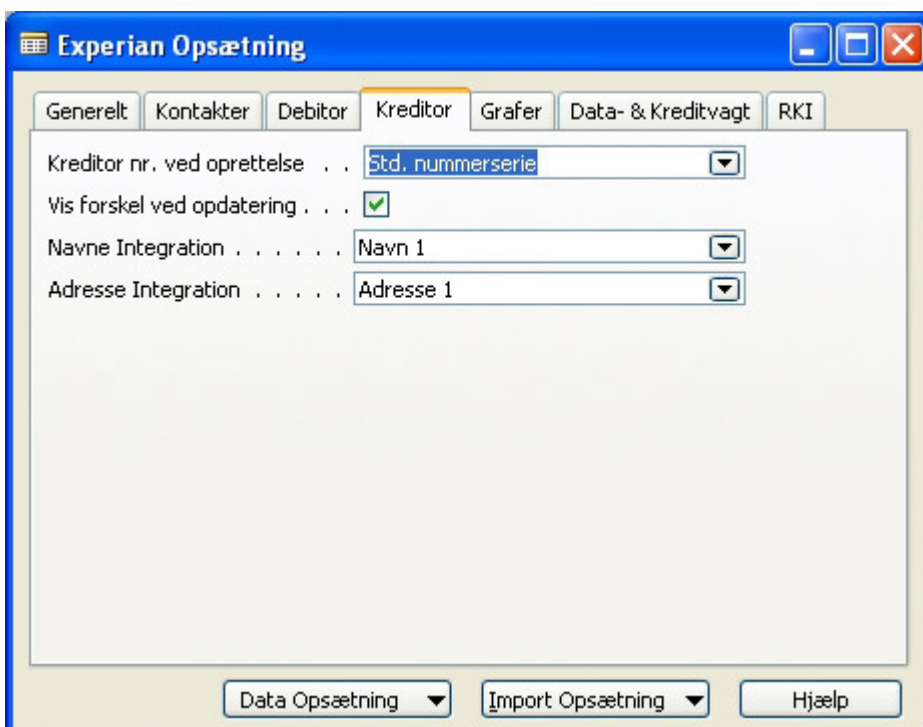 Experian Opsætning
Generelt Kontakter Debitor Kreditor Grafer Data- & Kreditvagt RKI
Kreditor nr. ved oprettelse . . Std. nummerserie
Vis forskel ved opdatering . . .
Navne Integration . . . . . . Navn 1
Adresse Integration . . . . . Adresse 1
Data Opsætning Import Opsætning Hjælp